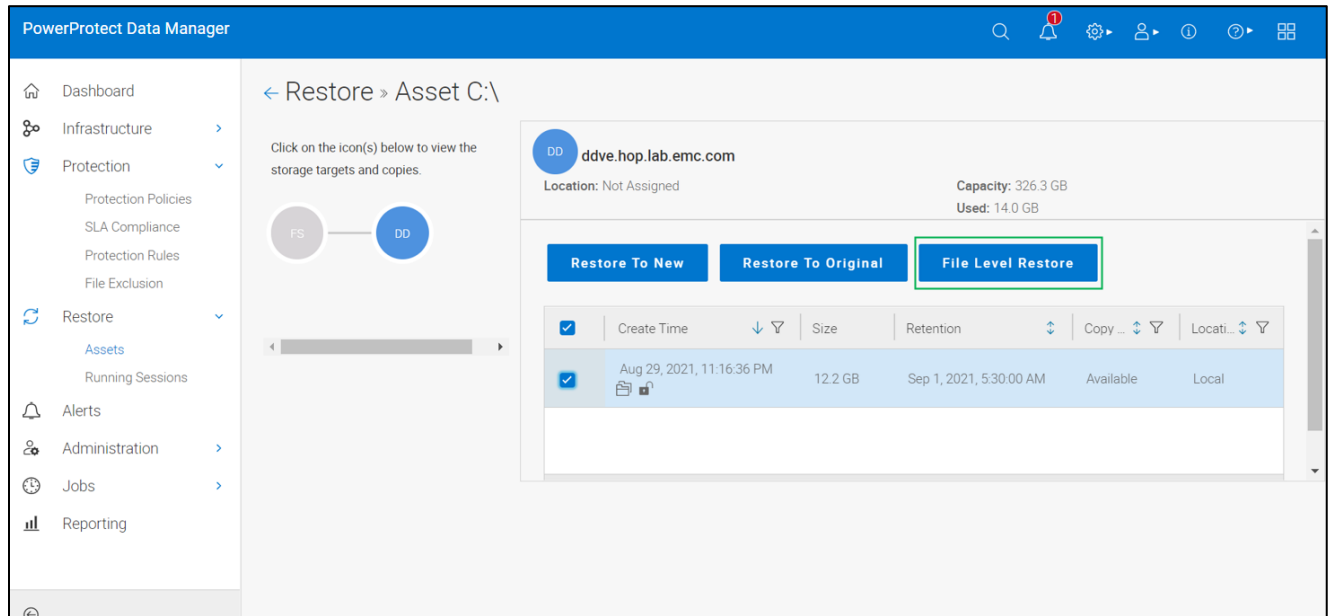 PowerProtect Data Manager
1
Dashboard
Infrastructure
Protection
Protection Policies
SLA Compliance
Protection Rules
File Exclusion
Restore
Assets
Running Sessions
Alerts
Administration
Jobs
Reporting
Restore » Asset C:\
Click on the icon(s) below to view the
storage targets and copies.
FS
DD
DD
ddve.hop.lab.emc.com
Location: Not Assigned
Capacity: 326.3 GB
Used: 14.0 GB
Restore To New
Restore To Original
File Level Restore
Create Time
Size
Retention
Copy ...
Locati...
Aug 29, 2021, 11:16:36 PM
12.2 GB
Sep 1, 2021, 5:30:00 AM
Available
Local